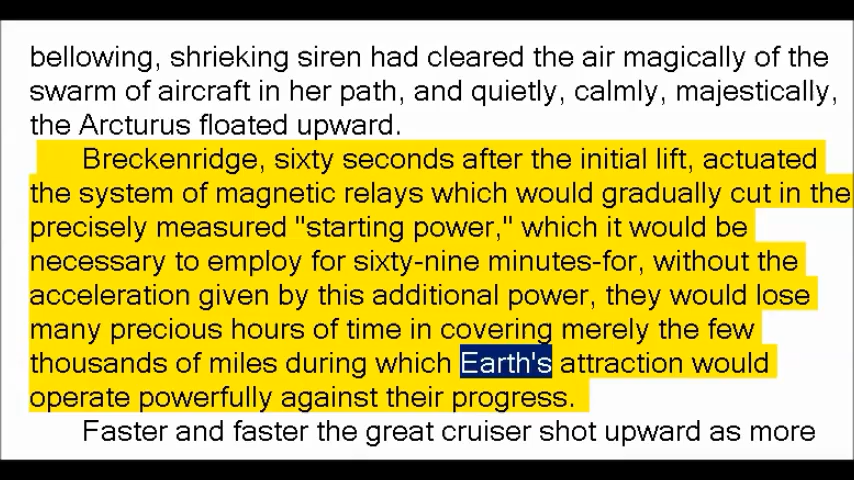 bellowing, shrieking siren had cleared the air magically of the
swarm of aircraft in her path, and quietly, calmly, majestically,
the Arcturus floated upward.
Breckenridge, sixty seconds after the initial lift, actuated
the system of magnetic relays which would gradually cut in the
precisely measured "starting power," which it would be
necessary to employ for sixty-nine minutes-for, without the
acceleration given by this additional power, they would lose
many precious hours of time in covering merely the few
thousands of miles during which Earth's attraction would
operate powerfully against their progress.
Faster and faster the great cruiser shot upward as more